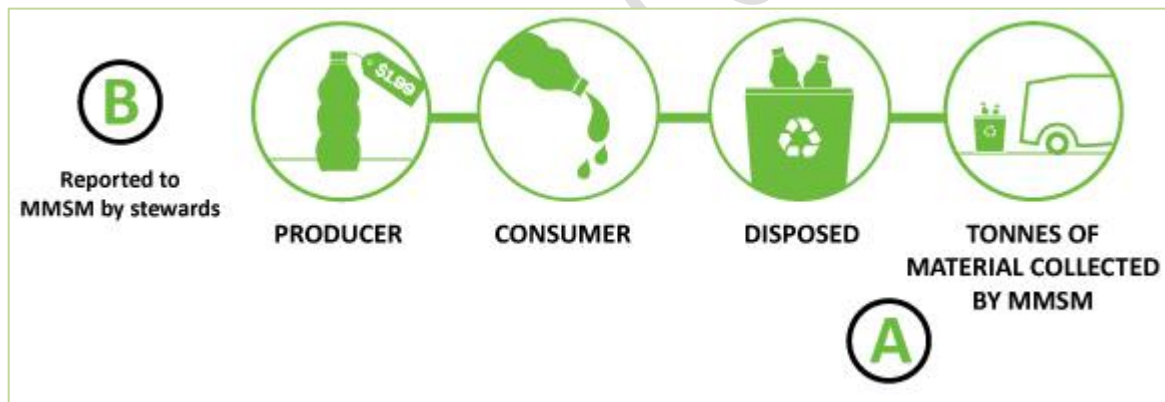 B
Reported to
MMSM by stewards
$1.99
PRODUCER
CONSUMER
DISPOSED
TONNES OF
MATERIAL COLLECTED
BY MMSM
A